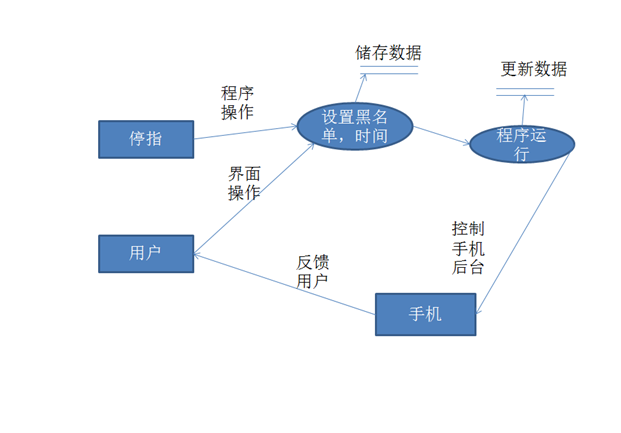 储存数据
更新数据
程序
操作
设置黑名
单，时间
停指
程序运
行
界面
操作
用户
控制
手机
后台
反馈
用户
手机